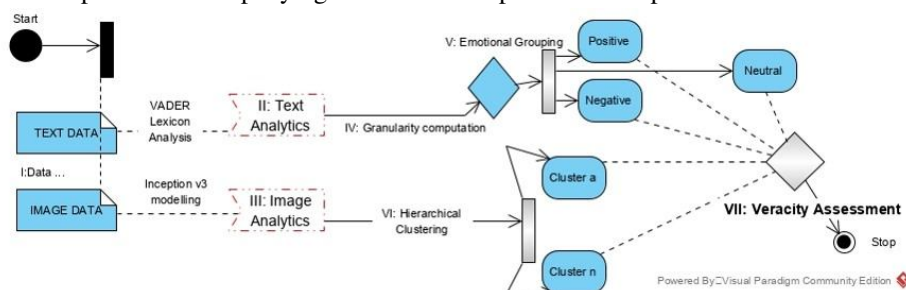 Start
V: Emotional Grouping
Positive
Neutral
Negative
VADER
Lexicon
Analysis
II: Text
Analytics
TEXT DATA
IV: Granularity computation
I:Data ...
Inception v3
modelling
Cluster a
IMAGE DATA
III: Image
Analytics
VI: Hierarchical
Clustering
VII: Veracity Assessment
Stop
Cluster n
Powered By Visual Paradigm Community Edition